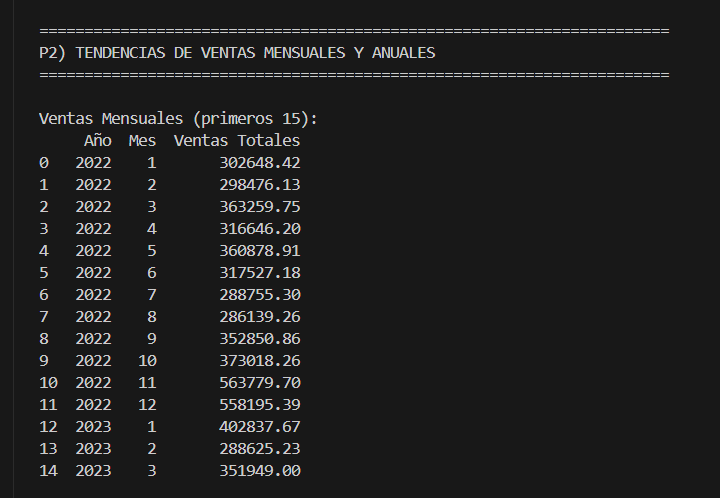 ======================================================================
P2) TENDENCIAS DE VENTAS MENSUALES Y ANUALES
======================================================================
Ventas Mensuales (primeros 15):
Año Mes Ventas Totales
0 2022 1 302648.42
1 2022 2 298476.13
2 2022 3 363259.75
3 2022 4 316646.20
4 2022 5 360878.91
5 2022 6 317527.18
6 2022 7 288755.30
7 2022 8 286139.26
8 2022 9 352850.86
9 2022 10 373018.26
10 2022 11 563779.70
11 2022 12 558195.39
12 2023 1 402837.67
13 2023 2 288625.23
14 2023 3 351949.00